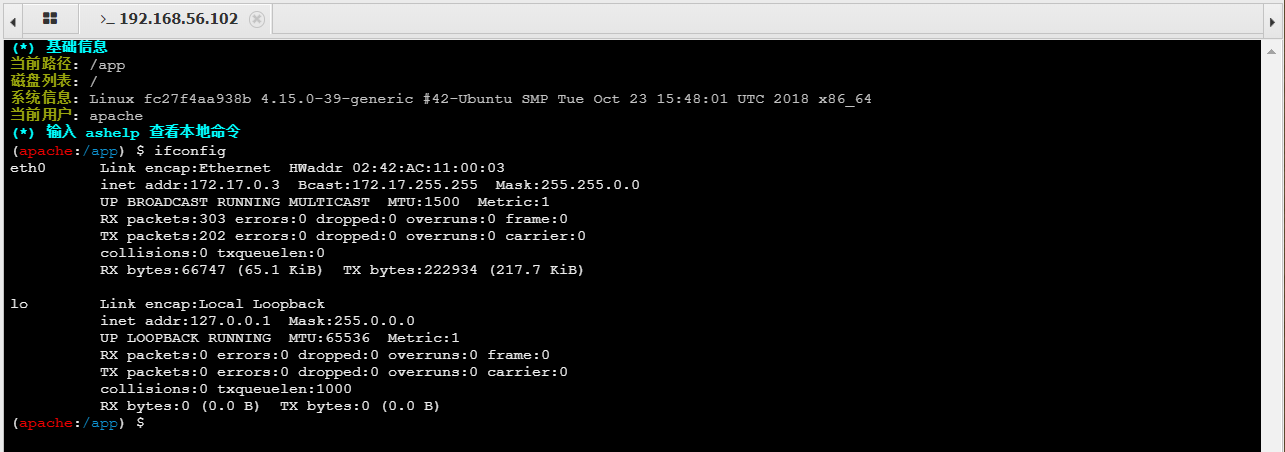 >_ 192.168.56.102
(*) 基础信息
当前路径: /app
磁盘列表: /
系统信息: Linux fc27f4aa938b 4.15.0-39-generic #42-Ubuntu SMP Tue Oct 23 15:48:01 UTC 2018 x86_64
当前用户: apache
(*) 输入 ashelp 查看本地命令
(apache:/app) $ ifconfig
eth0      Link encap:Ethernet  HWaddr 02:42:AC:11:00:03
          inet addr:172.17.0.3  Bcast:172.17.255.255  Mask:255.255.0.0
          UP BROADCAST RUNNING MULTICAST  MTU:1500  Metric:1
          RX packets:303 errors:0 dropped:0 overruns:0 frame:0
          TX packets:202 errors:0 dropped:0 overruns:0 carrier:0
          collisions:0 txqueuelen:0
          RX bytes:66747 (65.1 KiB)  TX bytes:222934 (217.7 KiB)

lo        Link encap:Local Loopback
          inet addr:127.0.0.1  Mask:255.0.0.0
          UP LOOPBACK RUNNING  MTU:65536  Metric:1
          RX packets:0 errors:0 dropped:0 overruns:0 frame:0
          TX packets:0 errors:0 dropped:0 overruns:0 carrier:0
          collisions:0 txqueuelen:1000
          RX bytes:0 (0.0 B)  TX bytes:0 (0.0 B)
(apache:/app) $